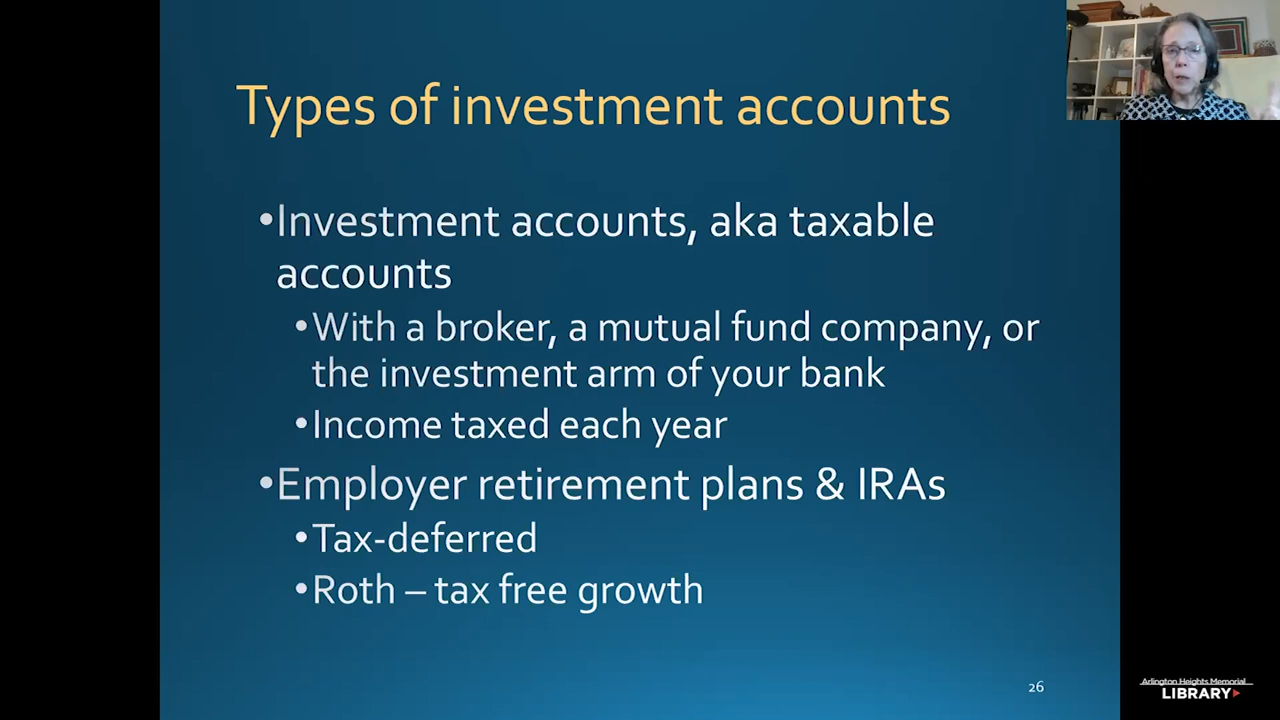 Types of investment accounts
•Investment accounts, aka taxable
accounts
•With a broker, a mutual fund company, or
the investment arm of your bank
•Income taxed each year
•Employer retirement plans & IRAs
•Tax-deferred
•Roth – tax free growth
26
Arlington Heights Memorial
LIBRARY